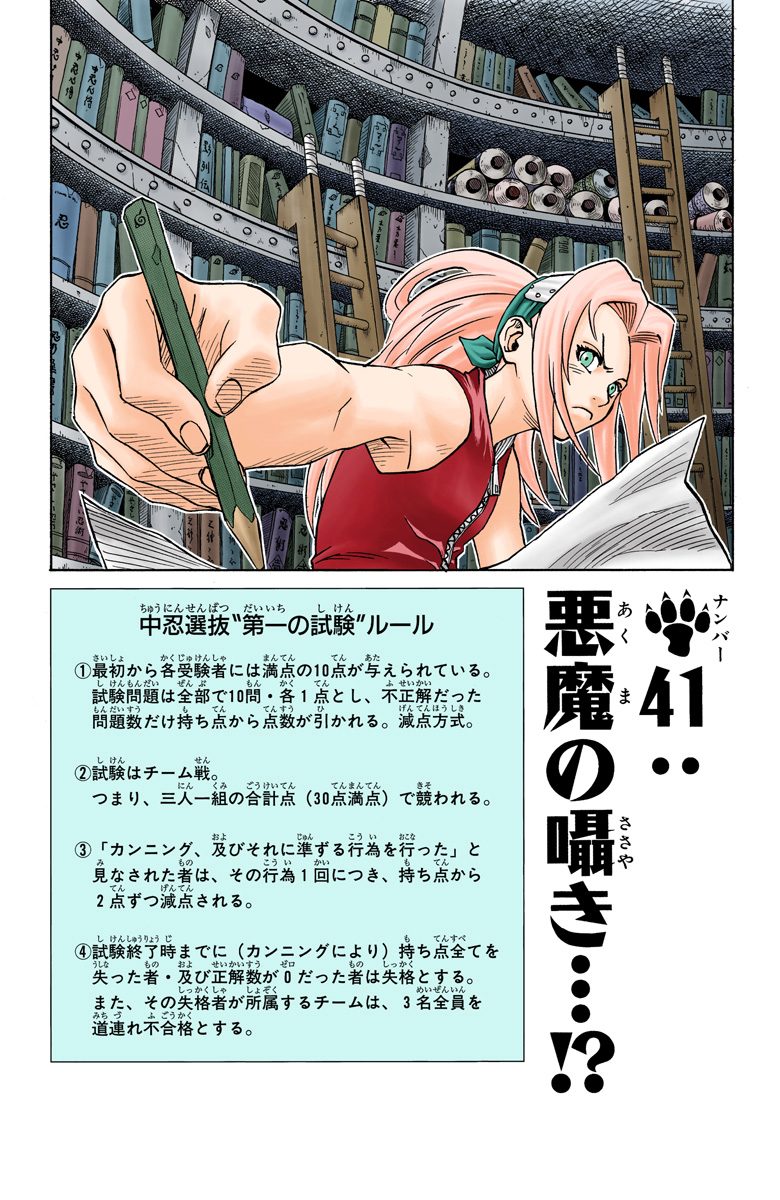 ナンバー
41:
悪魔の囁き…!?
中忍選抜“第一の試験”ルール
①最初から各受験者には満点の10点が与えられている。
試験問題は全部で10問・各1点とし、不正解だった
問題数だけ持ち点から点数が引かれる。減点方式。
②試験はチーム戦。
つまり、三人一組の合計点（30点満点）で競われる。
③「カンニング、及びそれに準ずる行為を行った」と
見なされた者は、その行為1回につき、持ち点から
2点ずつ減点される。
④試験終了時までに（カンニングにより）持ち点全てを
失った者・及び正解数が0だった者は失格とする。
また、その失格者が所属するチームは、3名全員を
道連れ不合格とする。